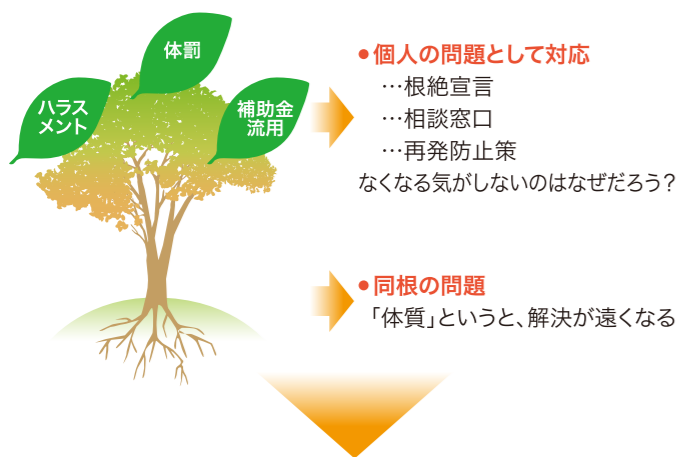 体罰
ハラス
メント
補助金
流用
●個人の問題として対応
…根絶宣言
…相談窓口
…再発防止策
なくなる気がしないのはなぜだろう？
●同根の問題
「体質」というと、解決が遠くなる